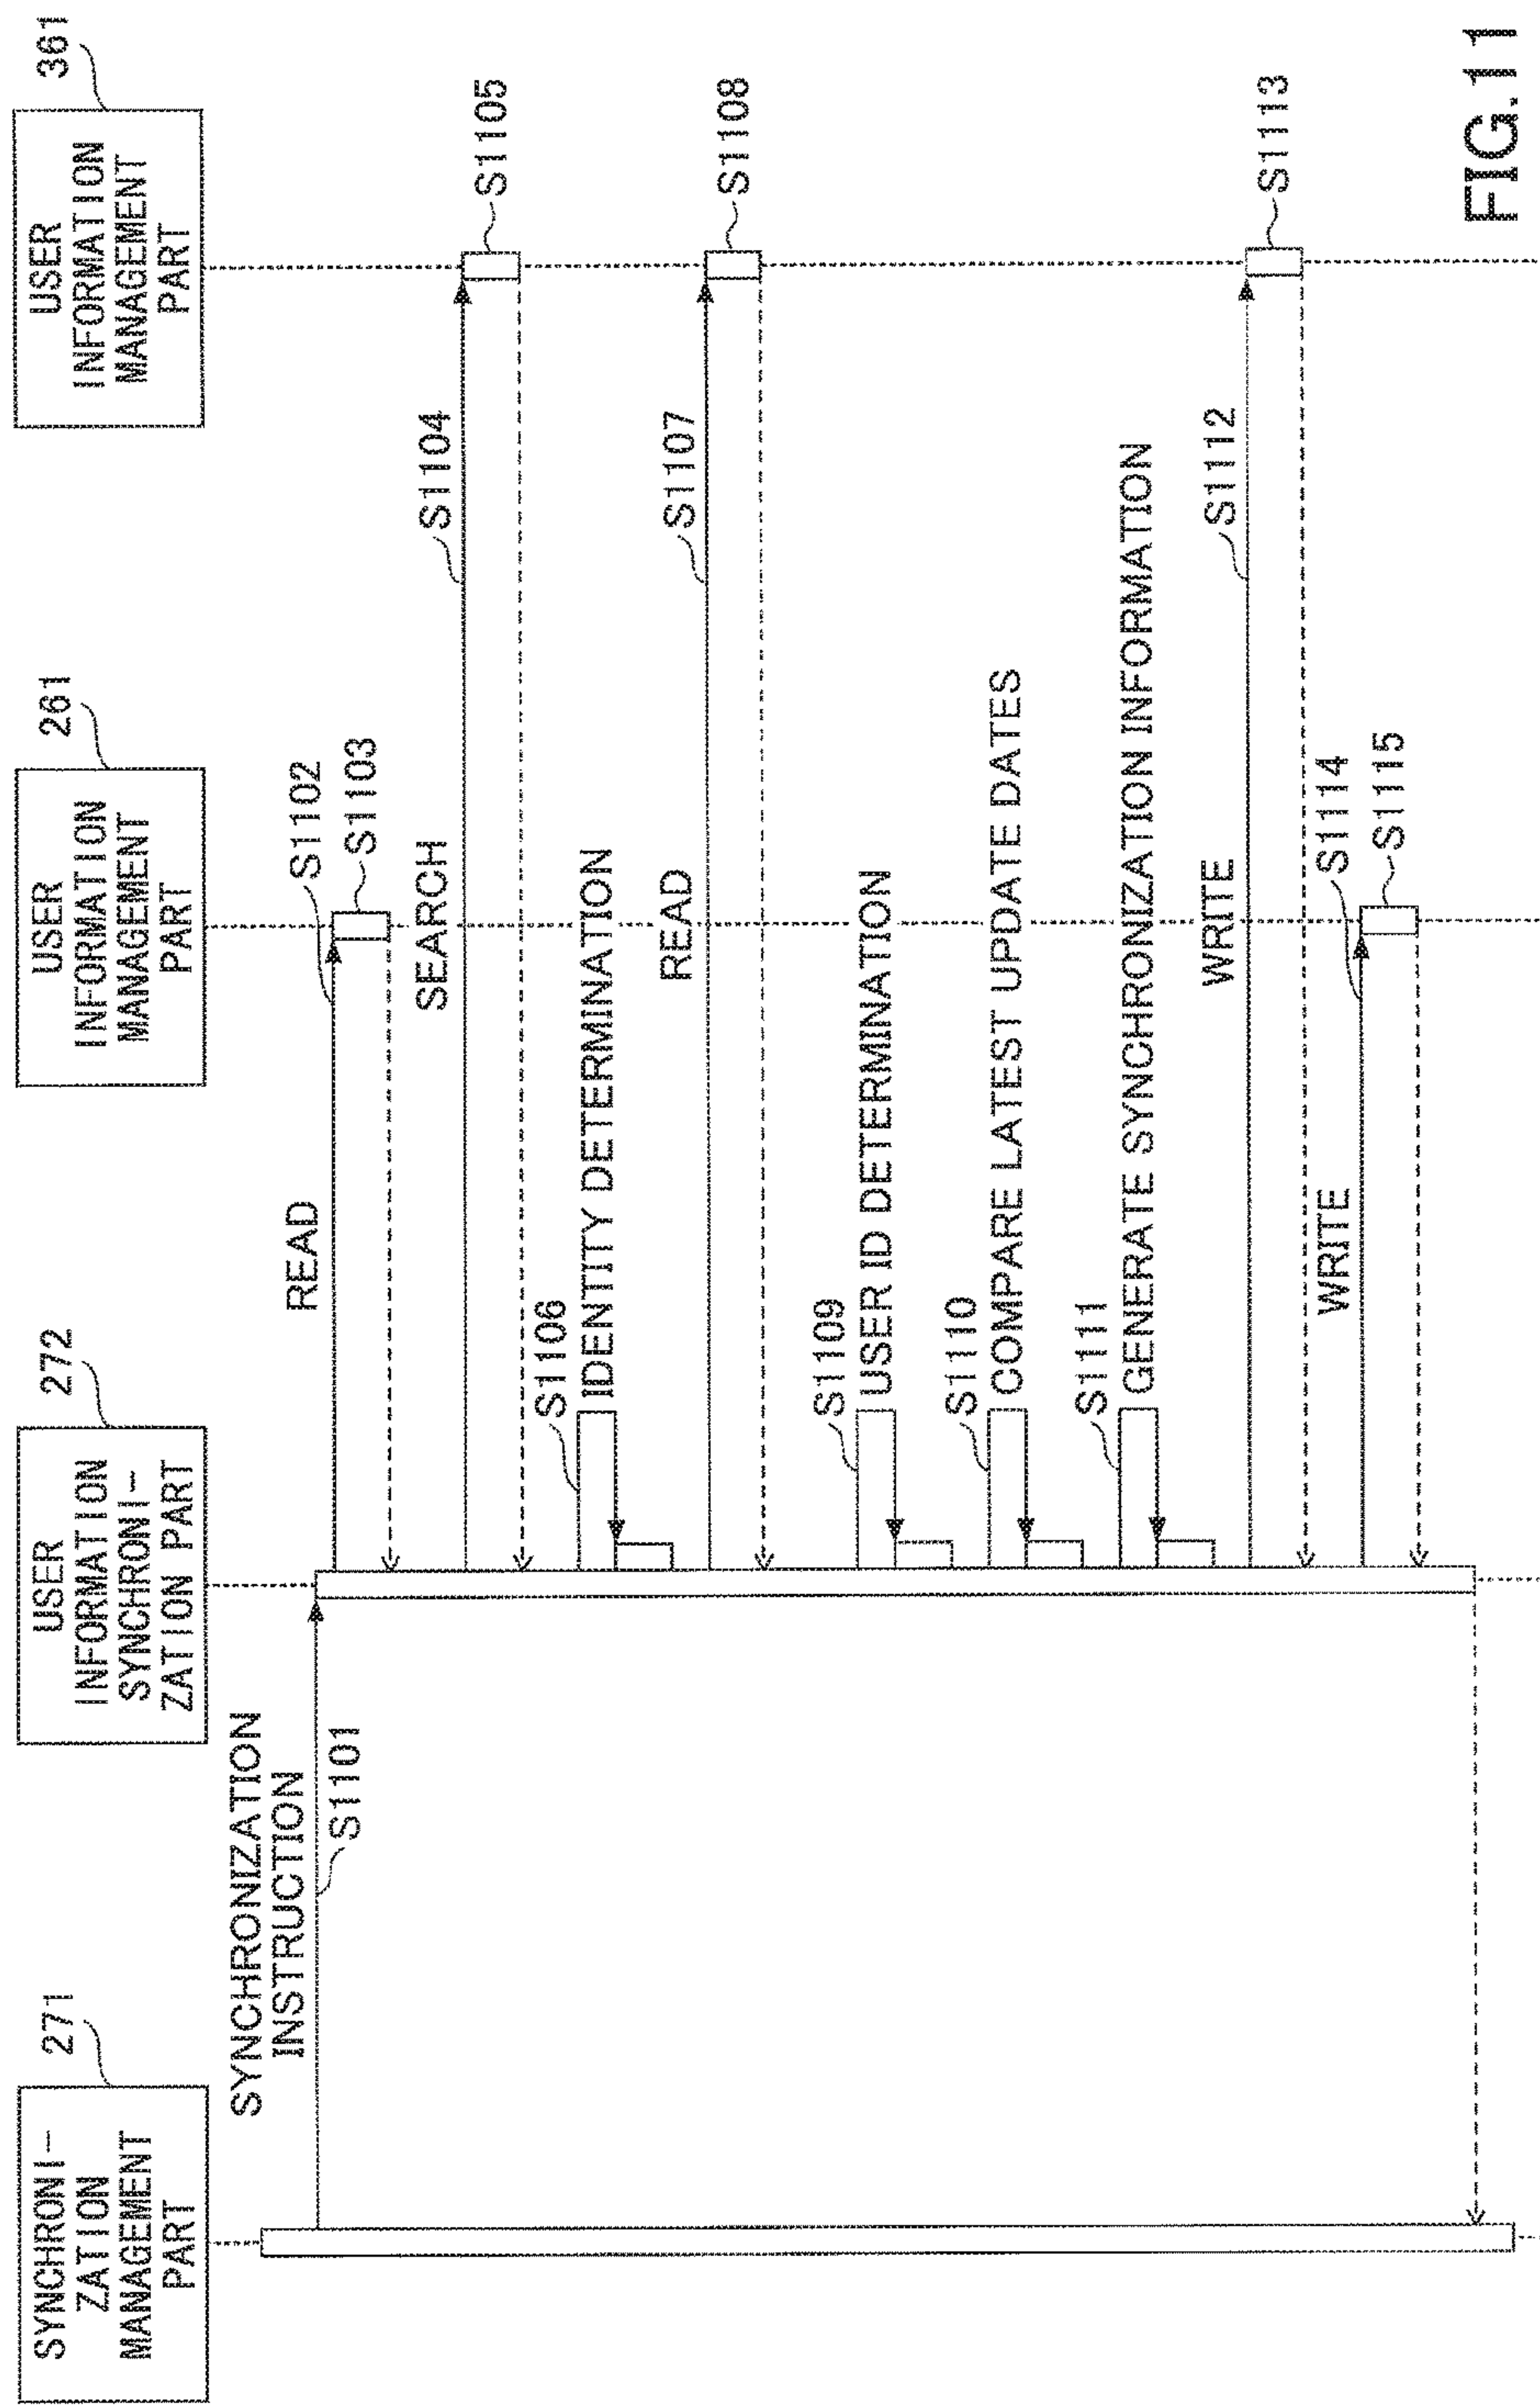 SYNCHRONI-
ZATION
MANAGEMENT
PART
271
USER
INFORMATION
SYNCHRONI-
ZATION PART
272
USER
INFORMATION
MANAGEMENT
PART
261
USER
INFORMATION
MANAGEMENT
PART
361
SYNCHRONIZATION
INSTRUCTION
S1101
READ
S1102
S1103
SEARCH
S1104
S1105
S1106
IDENTITY DETERMINATION
READ
S1107
S1108
S1109
USER ID DETERMINATION
S1110
COMPARE LATEST UPDATE DATES
S1111
GENERATE SYNCHRONIZATION INFORMATION
WRITE
S1112
S1113
WRITE
S1114
S1115
FIG.11